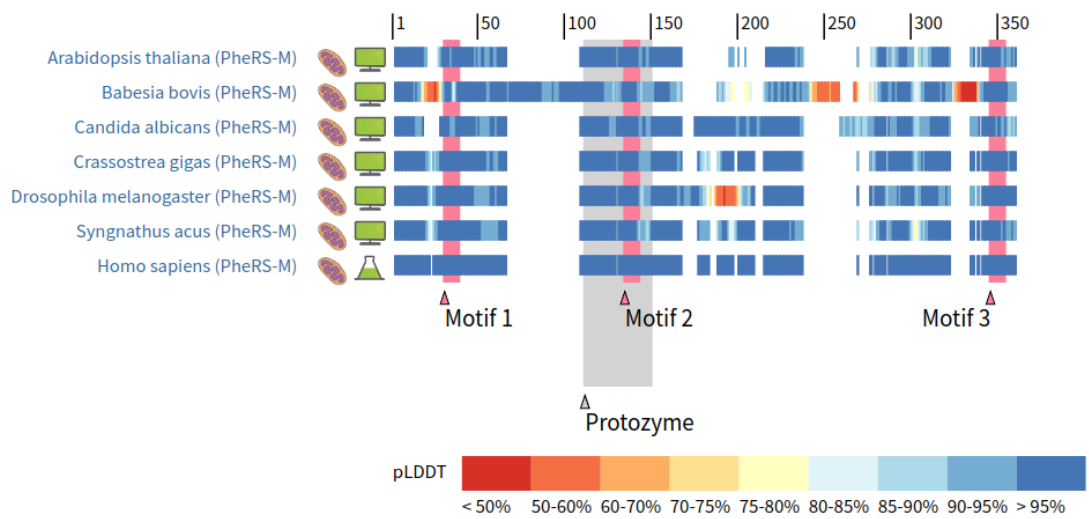 1 50 100 150 200 250 300 350
Arabidopsis thaliana (PheRS-M)
Babesia bovis (PheRS-M)
Candida albicans (PheRS-M)
Crassostrea gigas (PheRS-M)
Drosophila melanogaster (PheRS-M)
Syngnathus acus (PheRS-M)
Homo sapiens (PheRS-M)
Motif 1 Motif 2 Motif 3
Protozyme
pLDDT
< 50% 50-60% 60-70% 70-75% 75-80% 80-85% 85-90% 90-95% > 95%